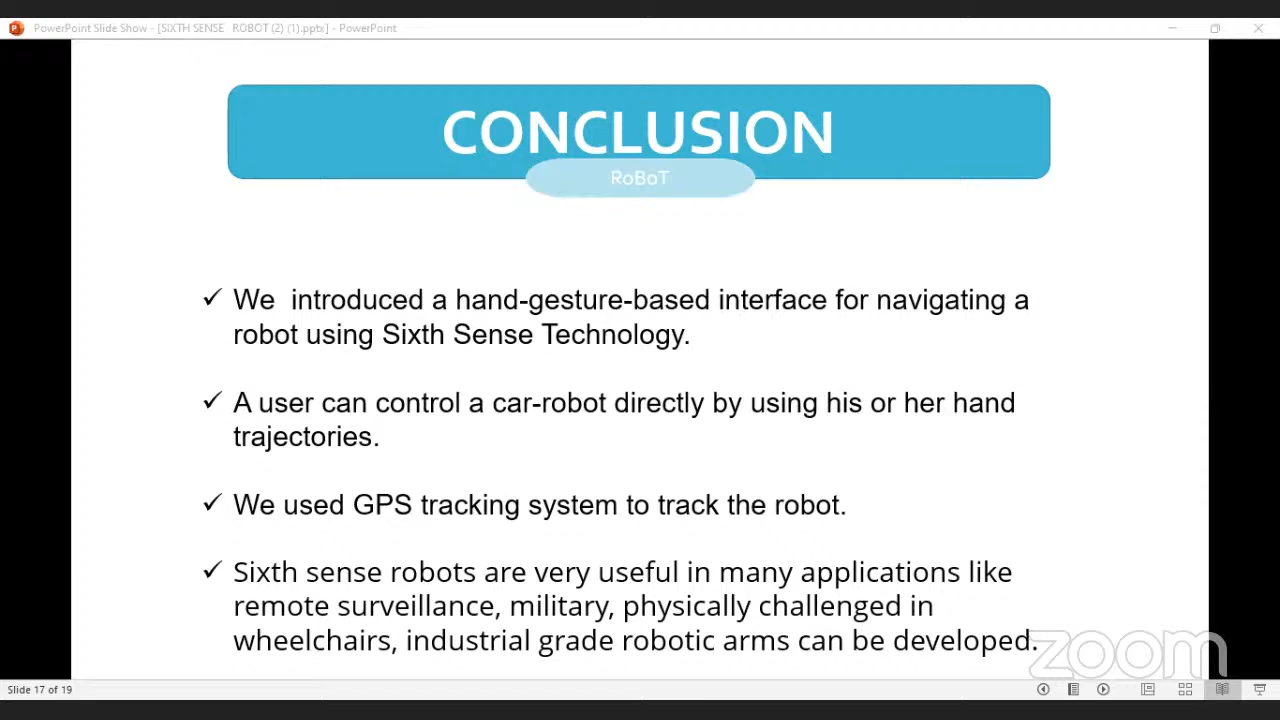 PowerPoint Slide Show - [SIXTH SENSE ROBOT (2) (1).pptx] - PowerPoint
CONCLUSION
RoBoT
✓ We introduced a hand-gesture-based interface for navigating a
robot using Sixth Sense Technology.
✓ A user can control a car-robot directly by using his or her hand
trajectories.
✓ We used GPS tracking system to track the robot.
✓ Sixth sense robots are very useful in many applications like
remote surveillance, military, physically challenged in
wheelchairs, industrial grade robotic arms can be developed.
zoom
Slide 17 of 19